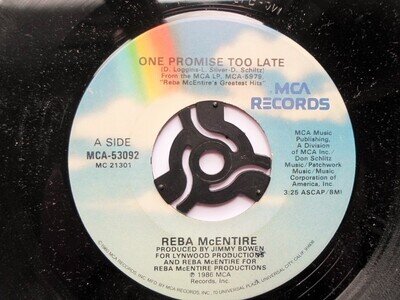 ONE PROMISE TOO LATE
(D. Loggins-L. Silver-D. Schlitz)
From the MCA LP, MCA-5979
"Reba McEntire's Greatest Hits"
MCA
RECORDS
A SIDE
MCA-53092
MC 21301
MCA Music
Publishing,
A Division
of MCA Inc./
Don Schlitz
Music/Patchwork
Music/Music
Corporation of
America, Inc.
3:25 ASCAP/BMI
REBA McENTIRE
PRODUCED BY JIMMY BOWEN
FOR LYNWOOD PRODUCTIONS
AND REBA McENTIRE FOR
REBA McENTIRE PRODUCTIONS
℗ 1986 MCA
Records, Inc.